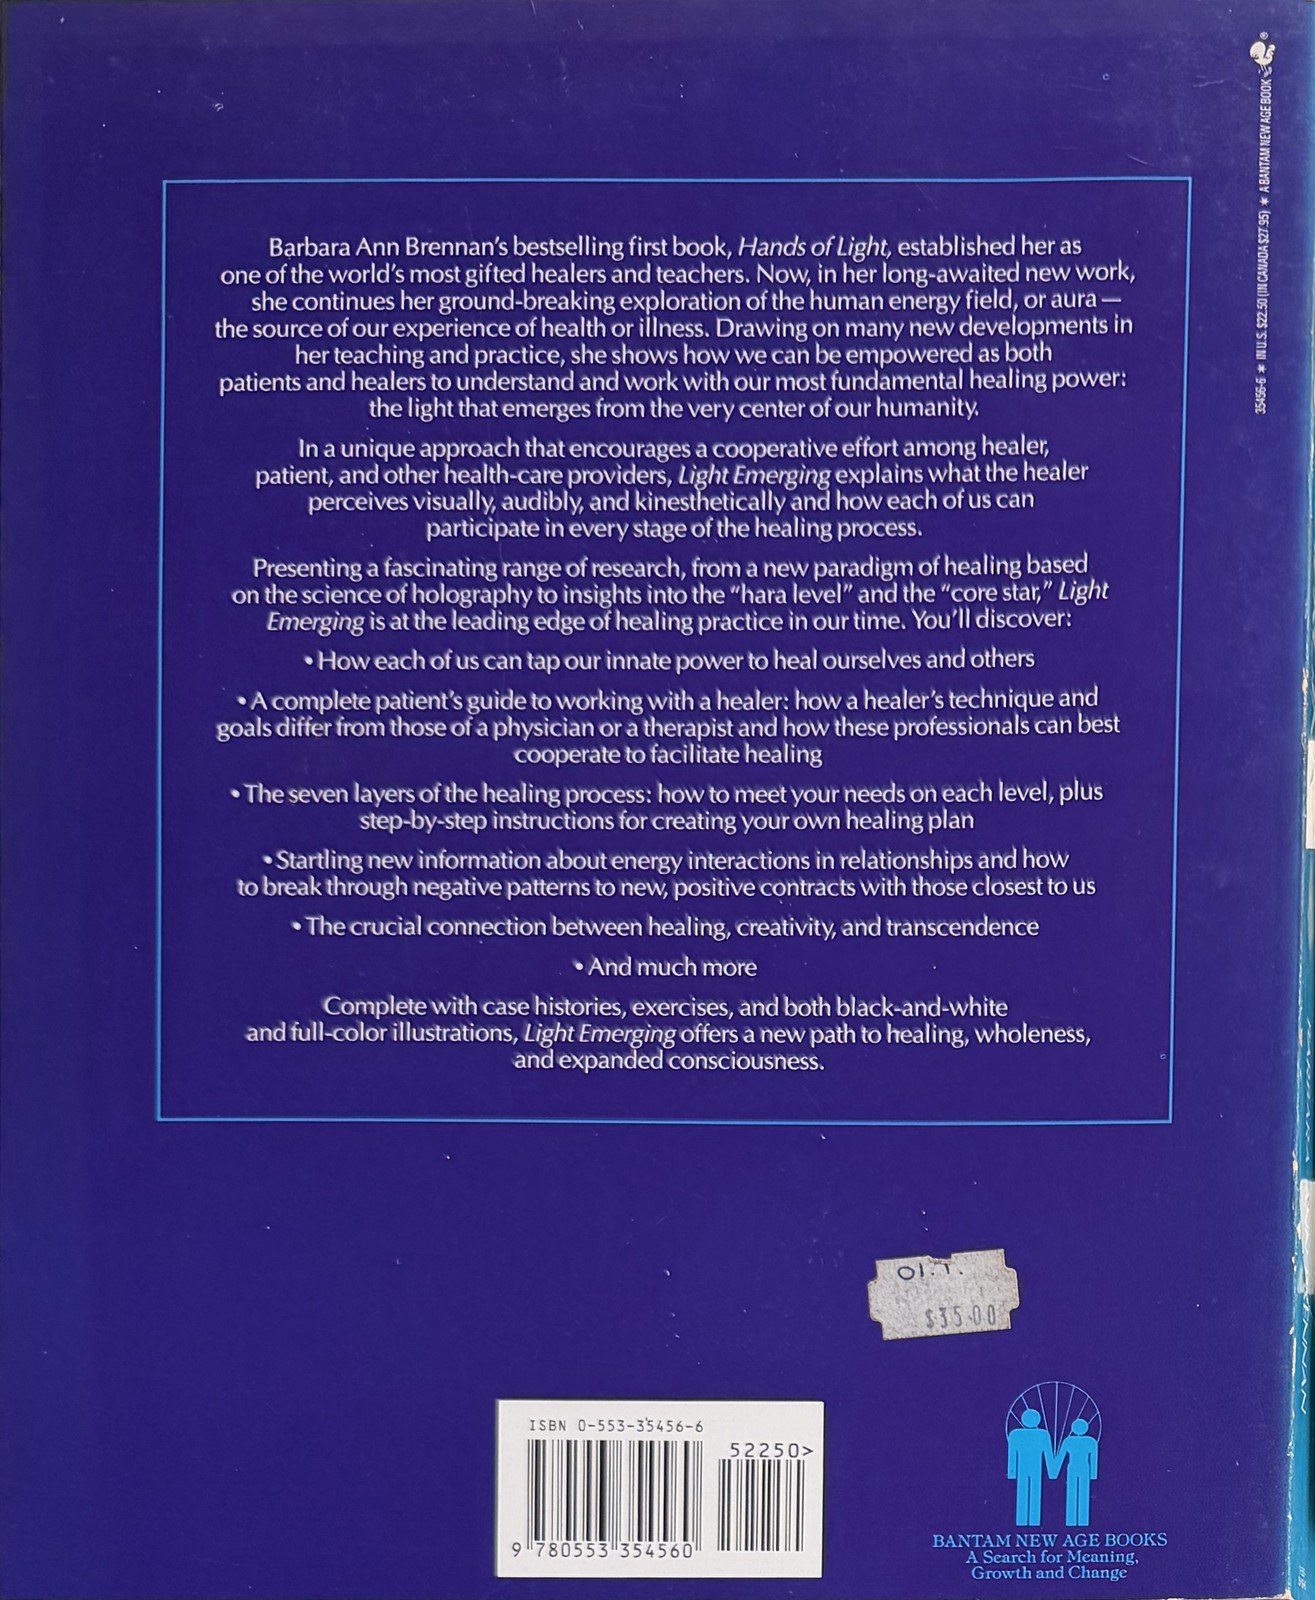 Barbara Ann Brennan's bestselling first book, Hands of Light, established her as
one of the world's most gifted healers and teachers. Now, in her long-awaited new work,
she continues her ground-breaking exploration of the human energy field, or aura —
the source of our experience of health or illness. Drawing on many new developments in
her teaching and practice, she shows how we can be empowered as both
patients and healers to understand and work with our most fundamental healing power:
the light that emerges from the very center of our humanity.
In a unique approach that encourages a cooperative effort among healer,
patient, and other health-care providers, Light Emerging explains what the healer
perceives visually, audibly, and kinesthetically and how each of us can
participate in every stage of the healing process.
Presenting a fascinating range of research, from a new paradigm of healing based
on the science of holography to insights into the "hara level" and the "core star," Light
Emerging is at the leading edge of healing practice in our time. You'll discover:
• How each of us can tap our innate power to heal ourselves and others
• A complete patient's guide to working with a healer: how a healer's technique and
goals differ from those of a physician or a therapist and how these professionals can best
cooperate to facilitate healing
• The seven layers of the healing process: how to meet your needs on each level, plus
step-by-step instructions for creating your own healing plan
• Startling new information about energy interactions in relationships and how
to break through negative patterns to new, positive contracts with those closest to us
• The crucial connection between healing, creativity, and transcendence
• And much more
Complete with case histories, exercises, and both black-and-white
and full-color illustrations, Light Emerging offers a new path to healing, wholeness,
and expanded consciousness.
35456-6 ★ IN U.S. $22.50 (IN CANADA $27.95) ★ A BANTAM NEW AGE BOOK
$35.00
ISBN 0-553-35456-6
52250>
9 780553 354560
BANTAM NEW AGE BOOKS
A Search for Meaning,
Growth and Change